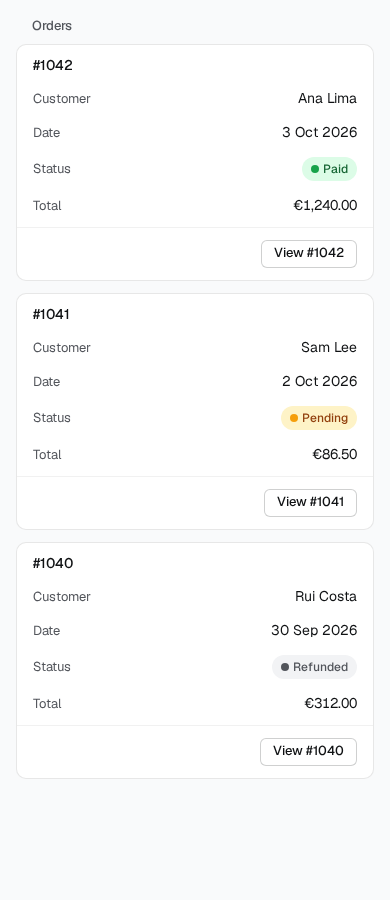 Orders
#1042
Customer Ana Lima
Date 3 Oct 2026
Status Paid
Total €1,240.00
View #1042
#1041
Customer Sam Lee
Date 2 Oct 2026
Status Pending
Total €86.50
View #1041
#1040
Customer Rui Costa
Date 30 Sep 2026
Status Refunded
Total €312.00
View #1040